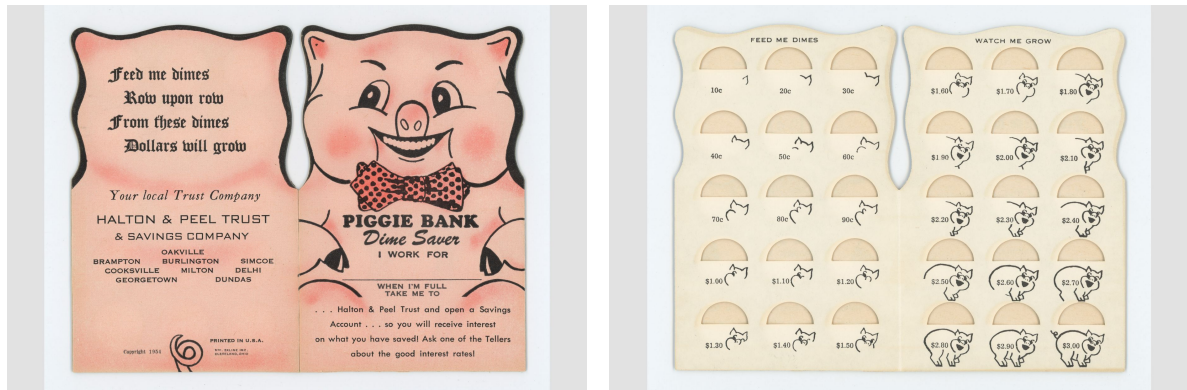 Feed me dimes
Row upon row
From these dimes
Dollars will grow
Your local Trust Company
HALTON & PEEL TRUST
& SAVINGS COMPANY
OAKVILLE
BRAMPTON BURLINGTON SIMCOE
COOKSVILLE MILTON DELHI
GEORGETOWN DUNDAS
Copyright 1954
PRINTED IN U.S.A.
PIGGIE BANK
Dime Saver
I WORK FOR
WHEN I'M FULL
TAKE ME TO
. . . Halton & Peel Trust and open a Savings
Account . . . so you will receive interest
on what you have saved! Ask one of the Tellers
about the good interest rates!
FEED ME DIMES
10c 20c 30c
40c 50c 60c
70c 80c 90c
$1.00 $1.10 $1.20
$1.30 $1.40 $1.50
WATCH ME GROW
$1.60 $1.70 $1.80
$1.90 $2.00 $2.10
$2.20 $2.30 $2.40
$2.50 $2.60 $2.70
$2.80 $2.90 $3.00